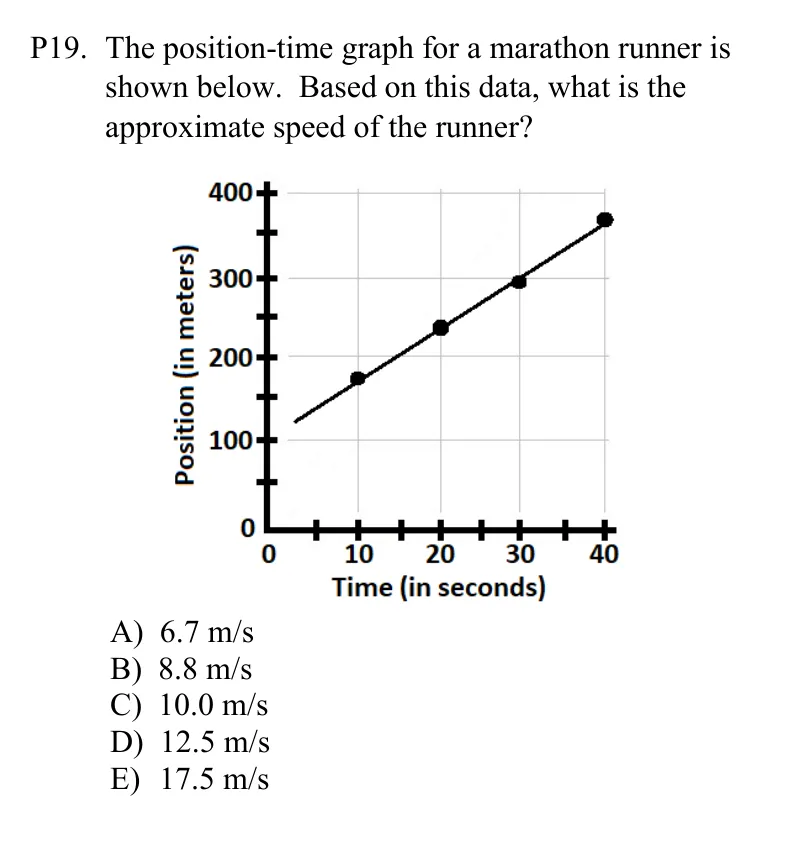 P19. The position-time graph for a marathon runner is
shown below. Based on this data, what is the
approximate speed of the runner?
400
300
200
100
0
Position (in meters)
0 10 20 30 40
Time (in seconds)
A) 6.7 m/s
B) 8.8 m/s
C) 10.0 m/s
D) 12.5 m/s
E) 17.5 m/s